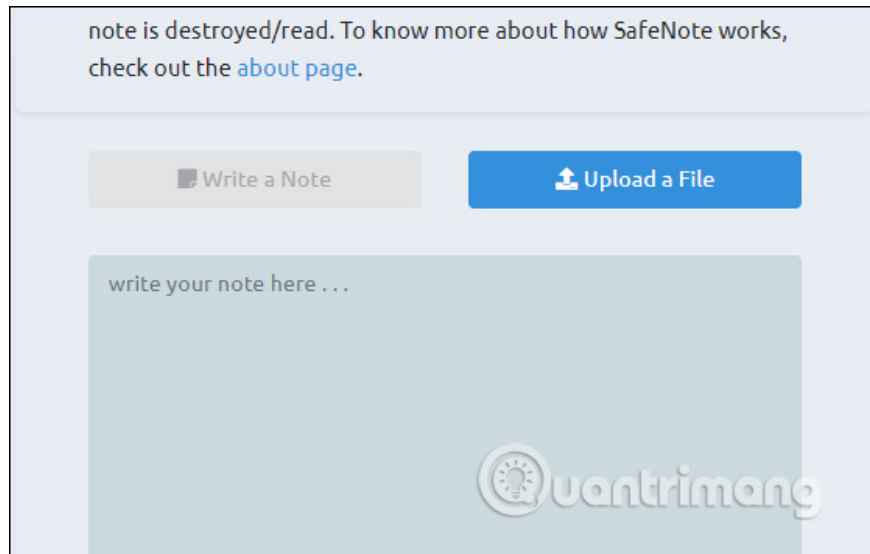 note is destroyed/read. To know more about how SafeNote works,
check out the about page.
Write a Note
Upload a File
write your note here . . .
Quantrimang